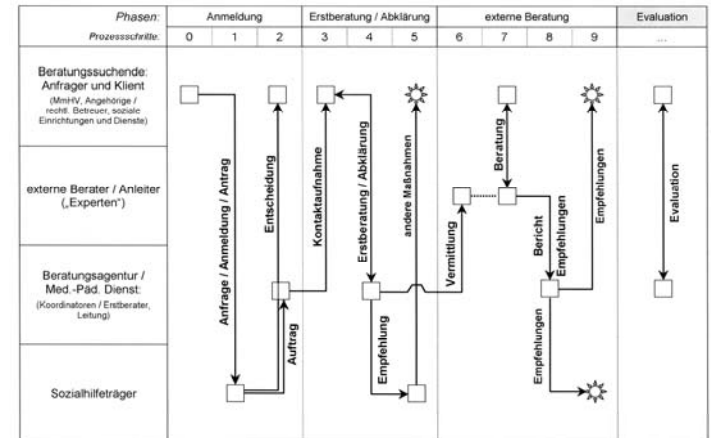 Phasen:
Anmeldung
Erstberatung / Abklärung
externe Beratung
Evaluation
Prozessschritte:
0
1
2
3
4
5
6
7
8
9
...
Beratungssuchende:
Anfrager und Klient
(MmHV, Angehörige /
rechtl. Betreuer, soziale
Einrichtungen und Dienste)
externe Berater / Anleiter
(„Experten")
Beratungsagentur /
Med.-Päd. Dienst:
(Koordinatoren / Erstberater,
Leitung)
Sozialhilfeträger
Anfrage / Anmeldung / Antrag
Entscheidung
Auftrag
Kontaktaufnahme
Erstberatung / Abklärung
Empfehlung
andere Maßnahmen
Vermittlung
Beratung
Bericht
Empfehlungen
Empfehlungen
Empfehlungen
Evaluation